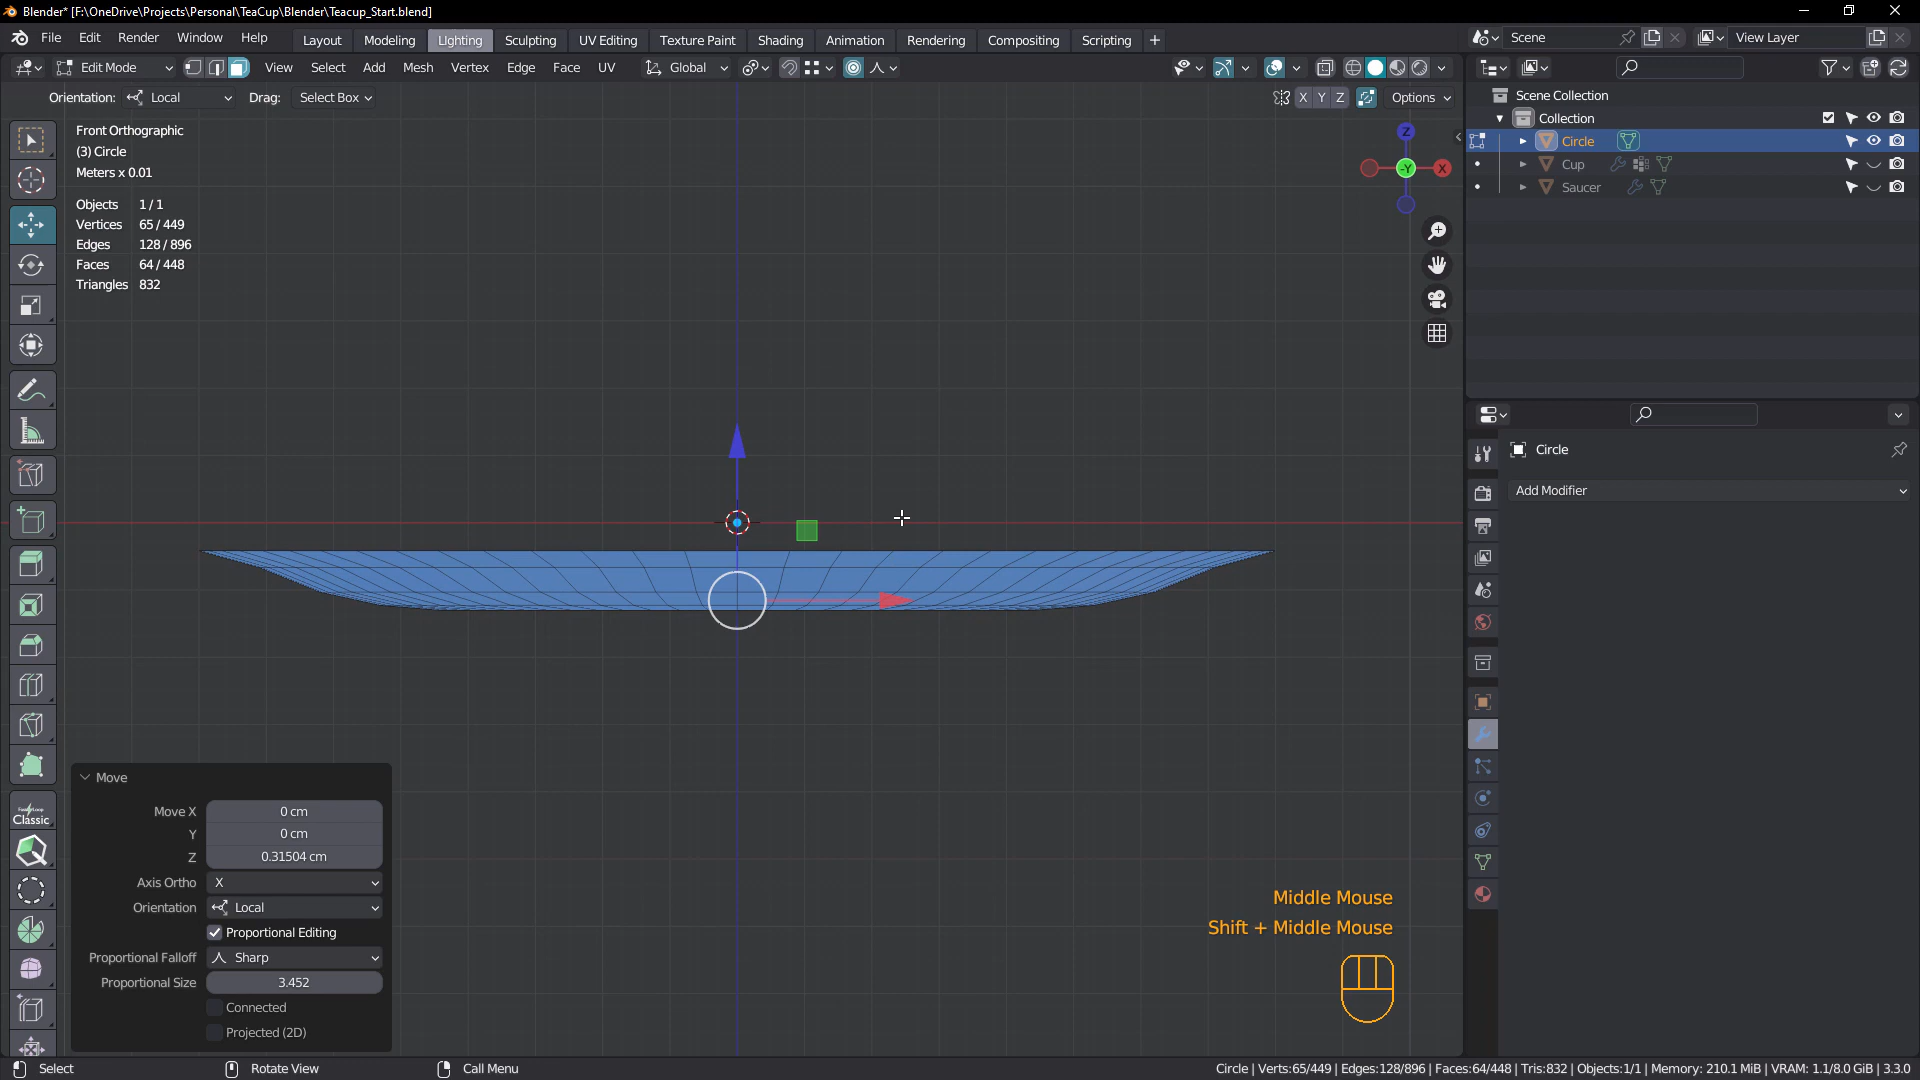 Blender* [F:\OneDrive\Projects\Personal\TeaCup\Blender\Teacup_Start.blend]
File Edit Render Window Help Layout Modeling Lighting Sculpting UV Editing Texture Paint Shading Animation Rendering Compositing Scripting + Scene View Layer
Edit Mode View Select Add Mesh Vertex Edge Face UV Global
Orientation: Local Drag: Select Box X Y Z Options
Scene Collection
Collection
Circle
Cup
Saucer
Front Orthographic
(3) Circle
Meters x 0.01
Objects 1/1
Vertices 65/449
Edges 128/896
Faces 64/448
Triangles 832
Z
-Y X
Circle
Add Modifier
Classic
Move
Move X 0 cm
Y 0 cm
Z 0.31504 cm
Axis Ortho X
Orientation Local
Proportional Editing
Proportional Falloff Sharp
Proportional Size 3.452
Connected
Projected (2D)
Middle Mouse
Shift + Middle Mouse
Select Rotate View Call Menu Circle | Verts:65/449 | Edges:128/896 | Faces:64/448 | Tris:832 | Objects:1/1 | Memory: 210.1 MiB | VRAM: 1.1/8.0 GiB | 3.3.0